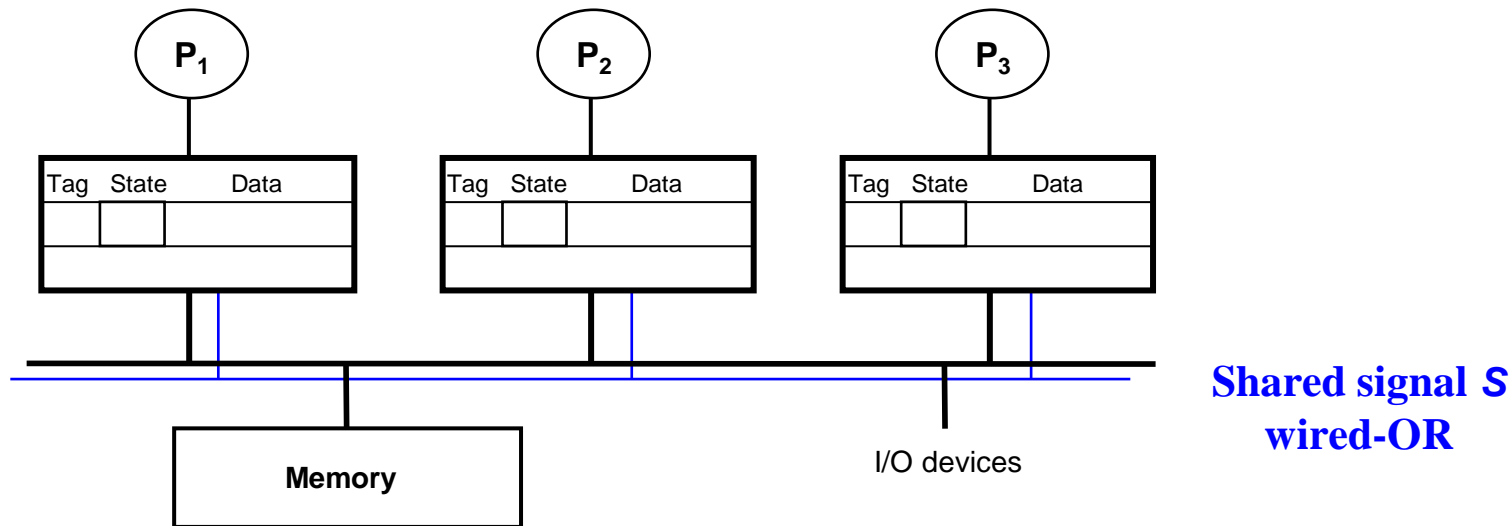 P1
P2
P3
Tag State Data
Tag State Data
Tag State Data
Shared signal S
wired-OR
I/O devices
Memory